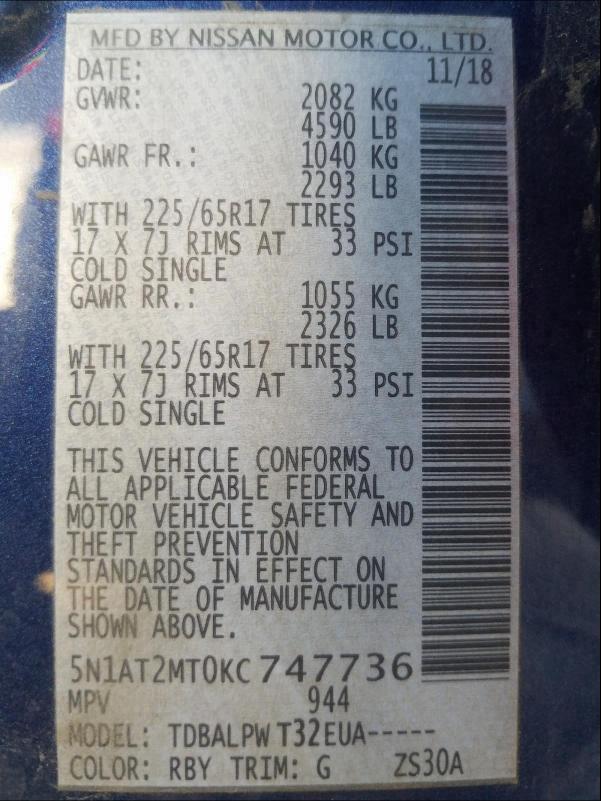 MFD BY NISSAN MOTOR CO., LTD.
DATE: 11/18
GVWR: 2082 KG
4590 LB
GAWR FR.: 1040 KG
2293 LB
WITH 225/65R17 TIRES
17 X 7J RIMS AT 33 PSI
COLD SINGLE
GAWR RR.: 1055 KG
2326 LB
WITH 225/65R17 TIRES
17 X 7J RIMS AT 33 PSI
COLD SINGLE
THIS VEHICLE CONFORMS TO
ALL APPLICABLE FEDERAL
MOTOR VEHICLE SAFETY AND
THEFT PREVENTION
STANDARDS IN EFFECT ON
THE DATE OF MANUFACTURE
SHOWN ABOVE.
5N1AT2MT0KC747736
MPV 944
MODEL: TDBALPW T32EUA-----
COLOR: RBY TRIM: G ZS30A